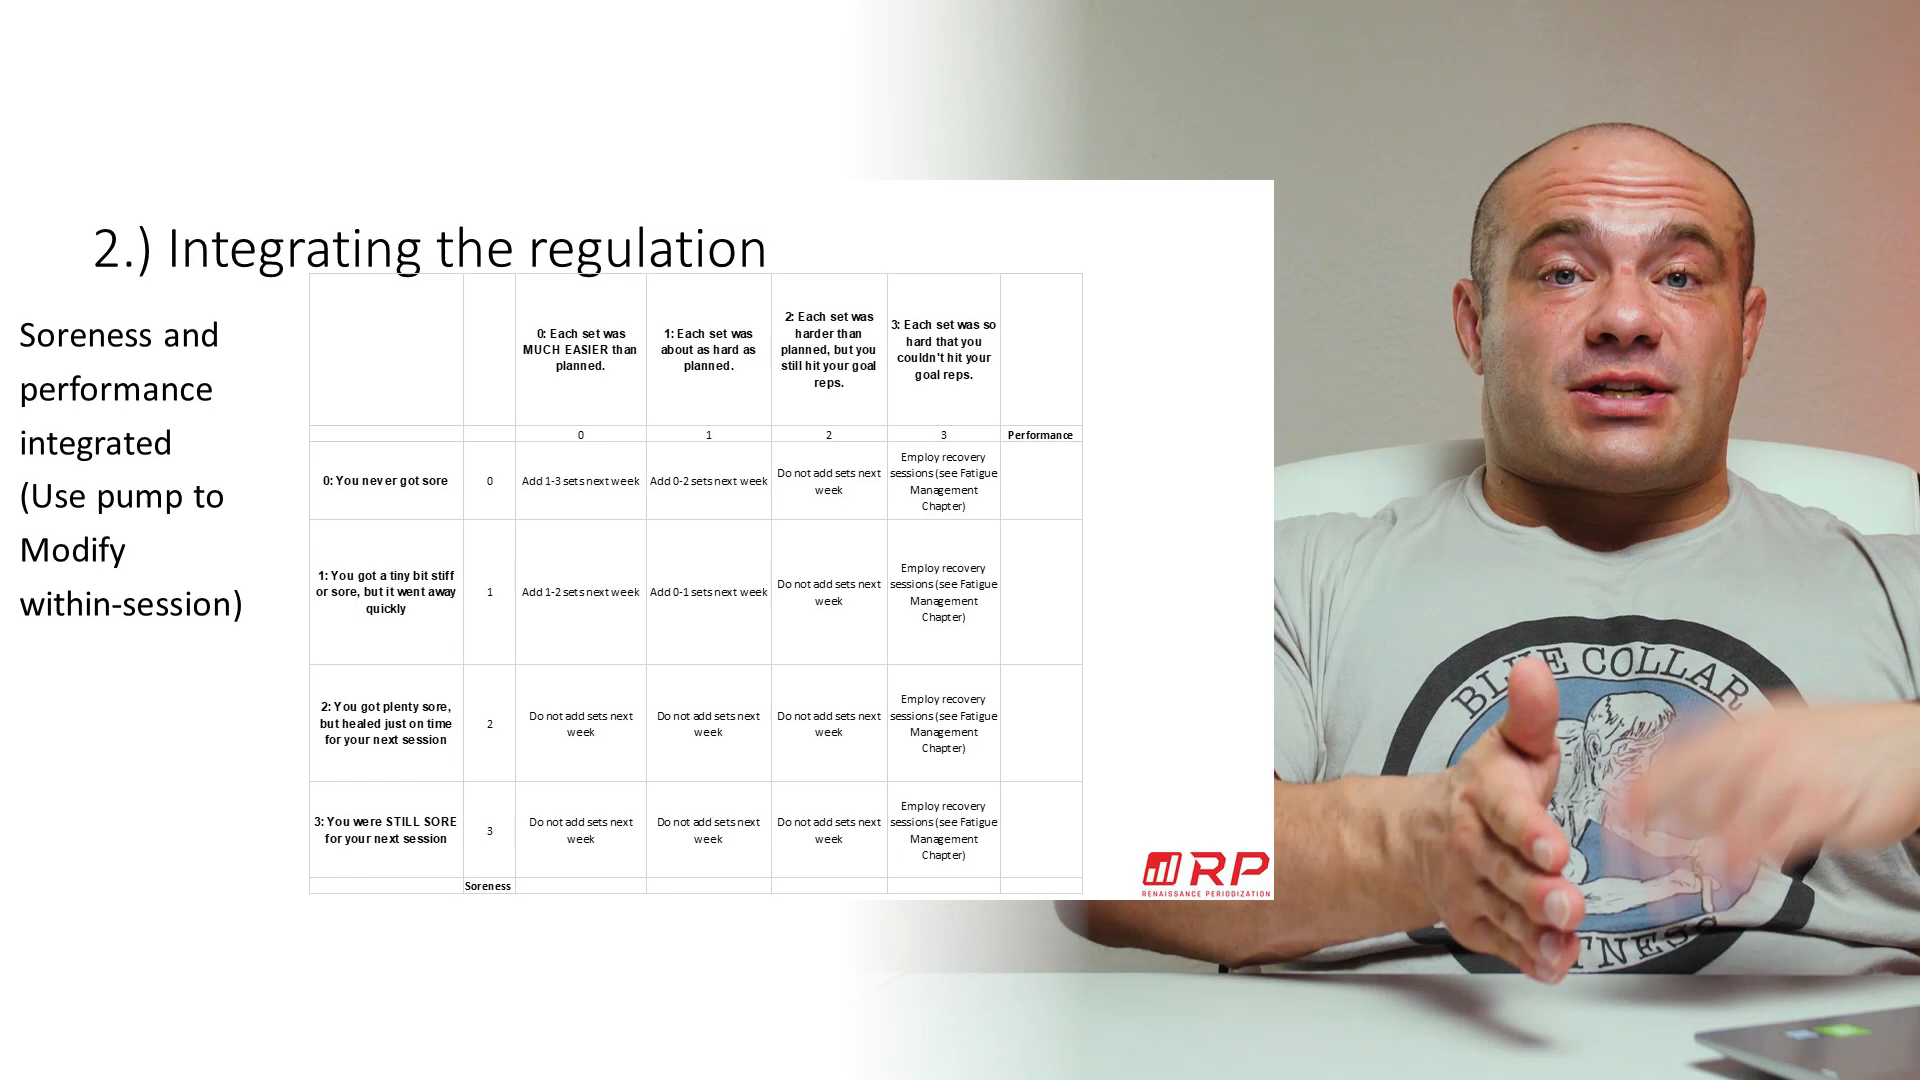 2.) Integrating the regulation
Soreness and
performance
integrated
(Use pump to
Modify
within-session)
0: Each set was
MUCH EASIER than
planned.
1: Each set was
about as hard as
planned.
2: Each set was
harder than
planned, but you
still hit your goal
reps.
3: Each set was so
hard that you
couldn't hit your
goal reps.
0
1
2
3
Performance
0: You never got sore
0
Add 1-3 sets next week
Add 0-2 sets next week
Do not add sets next
week
Employ recovery
sessions (see Fatigue
Management
Chapter)
1: You got a tiny bit stiff
or sore, but it went away
quickly
1
Add 1-2 sets next week
Add 0-1 sets next week
Do not add sets next
week
Employ recovery
sessions (see Fatigue
Management
Chapter)
2: You got plenty sore,
but healed just on time
for your next session
2
Do not add sets next
week
Do not add sets next
week
Do not add sets next
week
Employ recovery
sessions (see Fatigue
Management
Chapter)
3: You were STILL SORE
for your next session
3
Do not add sets next
week
Do not add sets next
week
Do not add sets next
week
Employ recovery
sessions (see Fatigue
Management
Chapter)
Soreness
RP
RENAISSANCE PERIODIZATION
BLUE COLLAR